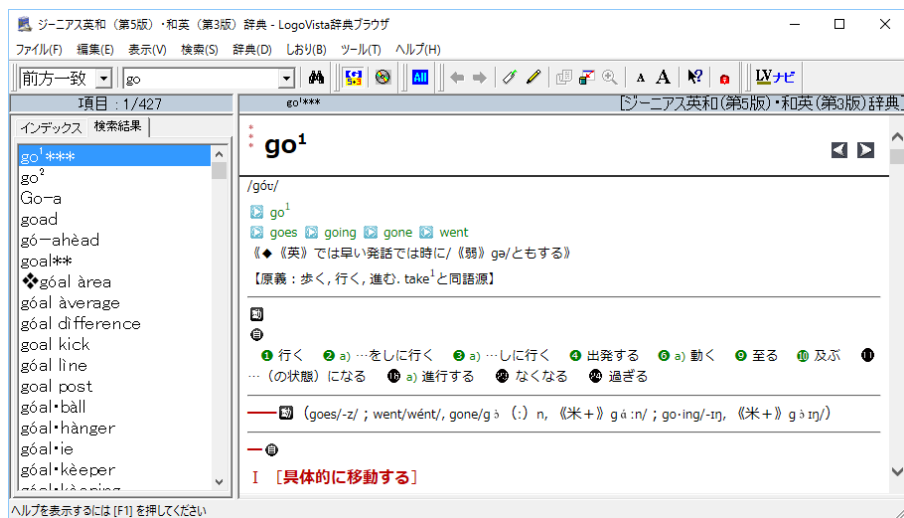 ジーニアス英和（第5版）・和英（第3版）辞典 - LogoVista辞典ブラウザ
ファイル(F) 編集(E) 表示(V) 検索(S) 辞典(D) しおり(B) ツール(T) ヘルプ(H)
前方一致 go All A A LVナビ
項目 : 1/427 go¹*** [ジーニアス英和(第5版)・和英(第3版)辞典]
インデックス 検索結果
go¹***
go²
Go-a
goad
gó-ahèad
goal**
❖góal àrea
góal àverage
góal dìfference
goal kick
góal lìne
goal post
góal・bàll
góal・hànger
góal・ie
góal・kèeper
góal・kèeping
go¹
/góʊ/
go¹
goes going gone went
《◆《英》では早い発話では時に/《弱》gə/ともする》
【原義：歩く, 行く, 進む. take¹と同語源】
動
自
❶ 行く ❷ a) …をしに行く ❸ a) …しに行く ❹ 出発する ❻ a) 動く ❾ 至る ❿ 及ぶ ⓫
…（の状態）になる ⓲ a) 進行する ㉓ なくなる ㉔ 過ぎる
━━動 （goes/-z/ ; went/wént/, gone/gɔ́（:）n, 《米＋》gɑ́:n/ ; go・ing/-ɪŋ, 《米＋》gɔ̀ɪŋ/）
━自
I ［具体的に移動する］
ヘルプを表示するには [F1] を押してください